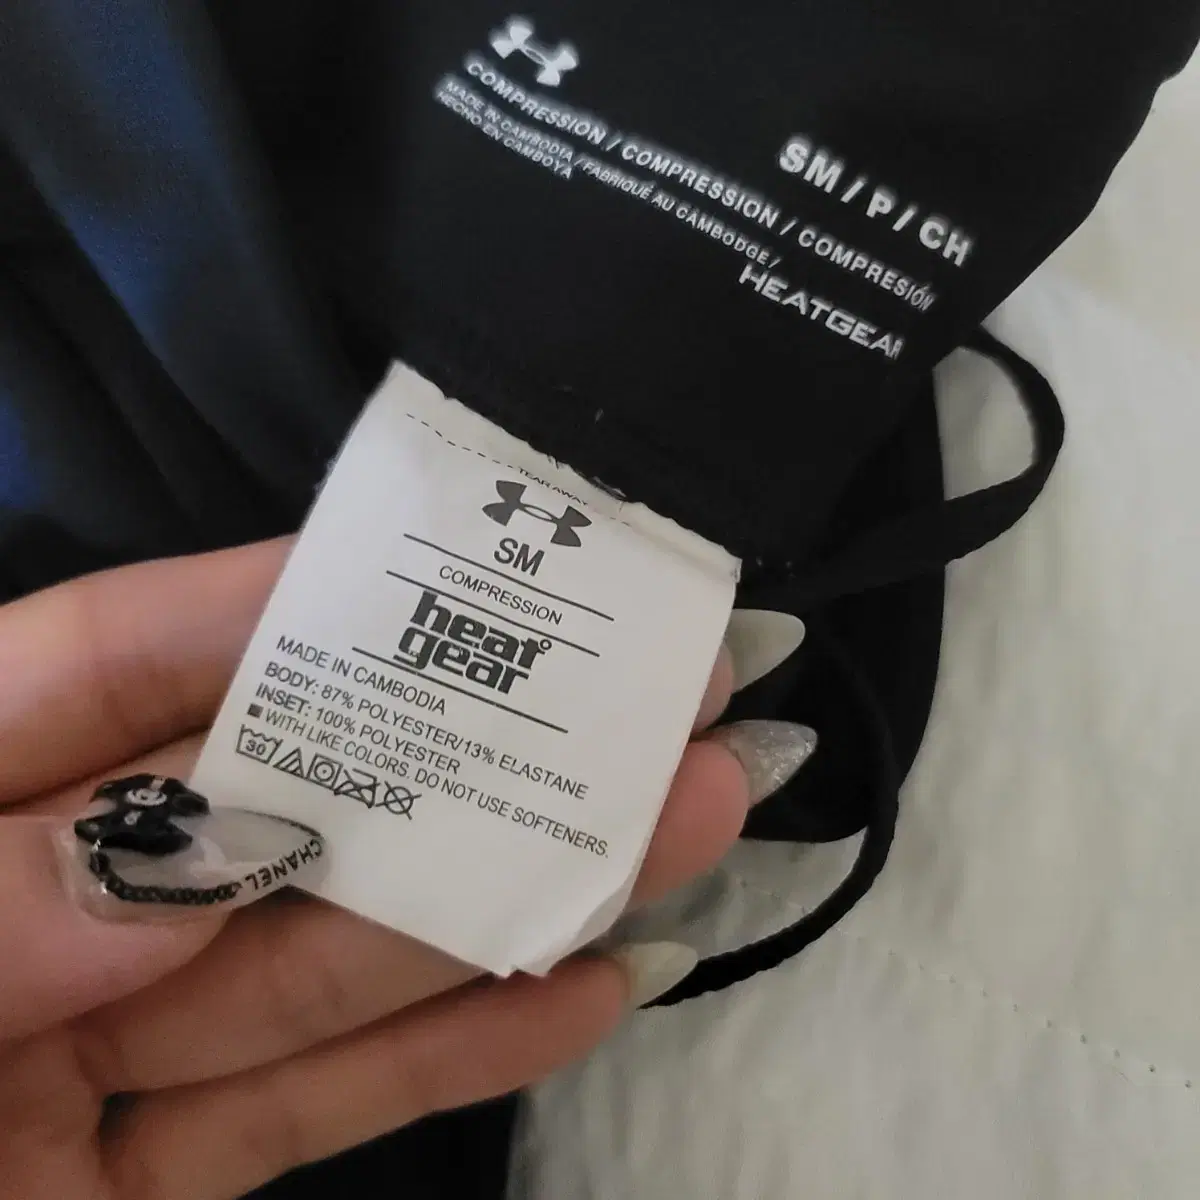 SM / P / CH
COMPRESSION / COMPRESSION / COMPRESIÓN
MADE IN CAMBODIA / FABRIQUÉ AU CAMBODGE /
HECHO EN CAMBOYA
HEATGEAR
TEAR AWAY
SM
COMPRESSION
heat
gear
MADE IN CAMBODIA
BODY: 87% POLYESTER/13% ELASTANE
INSET: 100% POLYESTER
WITH LIKE COLORS. DO NOT USE SOFTENERS.
30
CHANEL